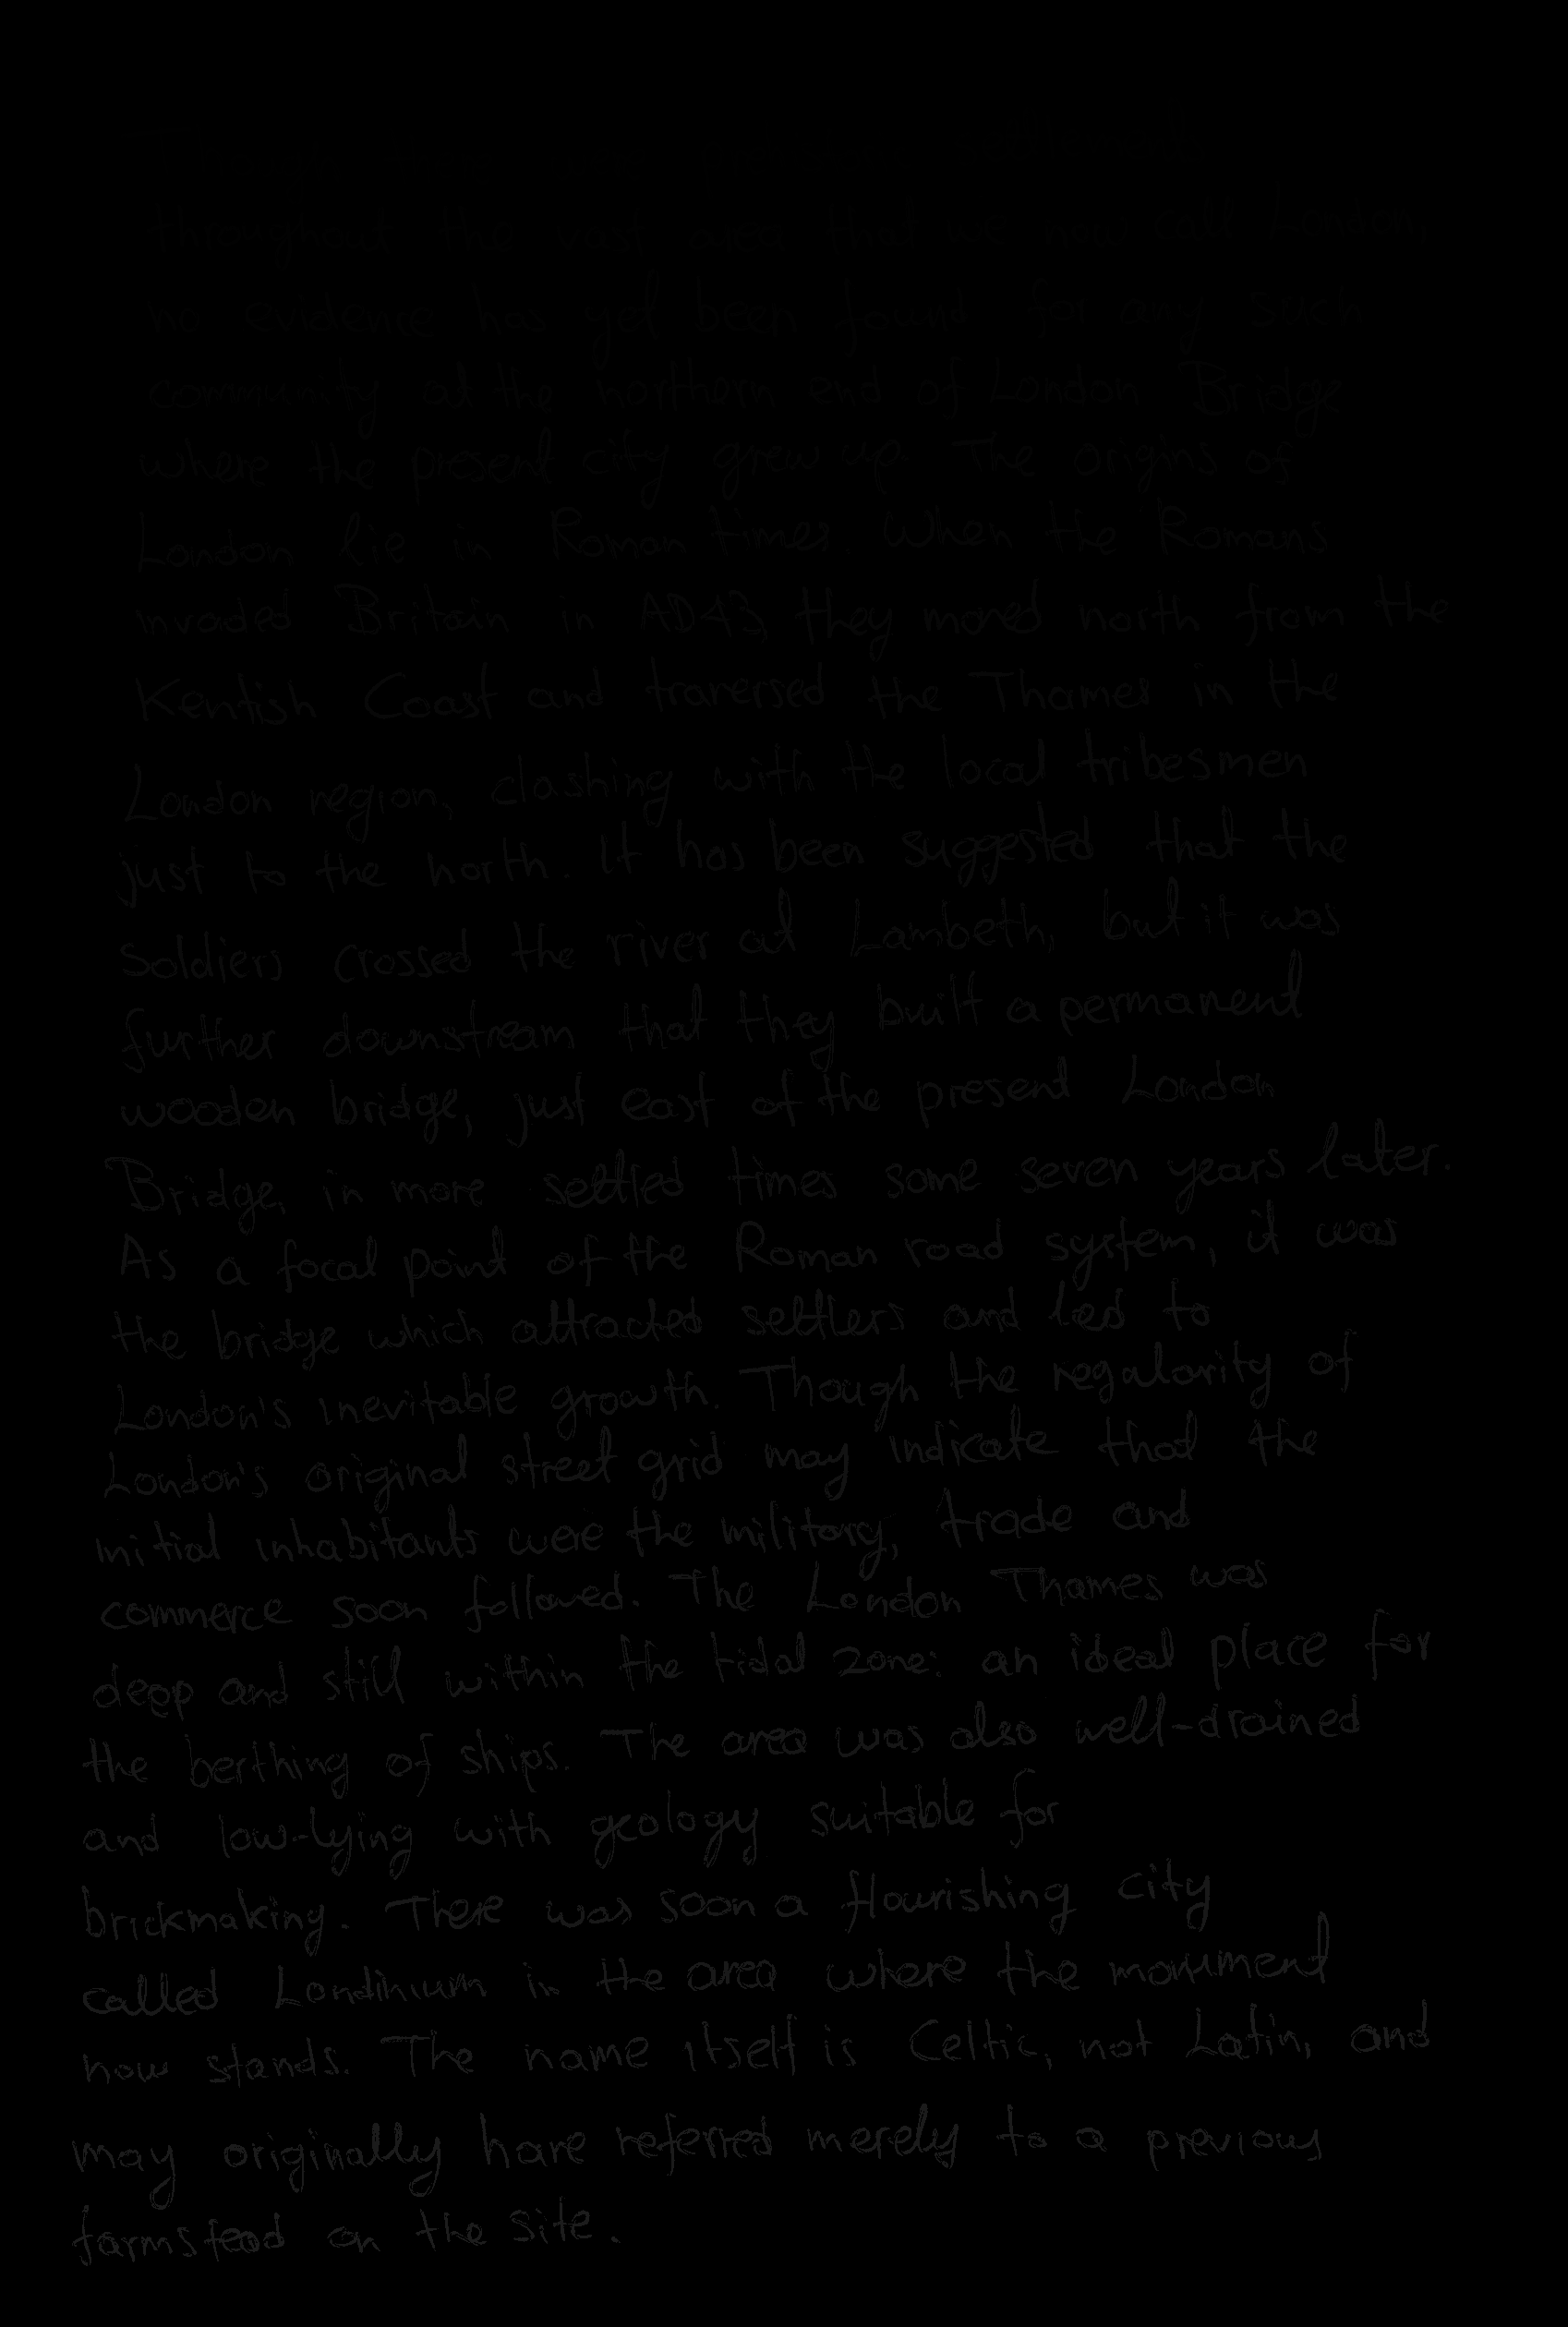 throughout the vast area that we now call London,
no evidence has yet been found for any such
community at the northern end of London Bridge
where the present city grew up. The origins of
London lie in Roman times. When the Romans
invaded Britain in AD43, they moved north from the
Kentish Coast and traversed the Thames in the
London region, clashing with the local tribesmen
just to the north. It has been suggested that the
soldiers crossed the river at Lambeth, but it was
further downstream that they built a permanent
wooden bridge, just east of the present London
Bridge, in more settled times some seven years later.
As a focal point of the Roman road system, it was
the bridge which attracted settlers and led to
London's inevitable growth. Though the regularity of
London's original street grid may indicate that the
initial inhabitants were the military, trade and
commerce soon followed. The London Thames was
deep and still within the tidal zone: an ideal place for
the berthing of ships. The area was also well-drained
and low-lying with geology suitable for
brickmaking. There was soon a flourishing city
called Londinium in the area where the monument
now stands. The name itself is Celtic, not Latin, and
may originally have referred merely to a previous
farmstead on the site.